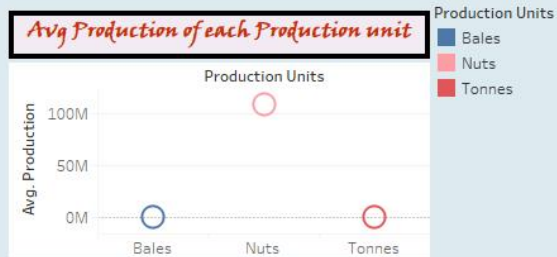 Avg Production of each Production unit
Production Units
Bales
Nuts
Tonnes
Production Units
Avg. Production
100M
50M
0M
Bales
Nuts
Tonnes